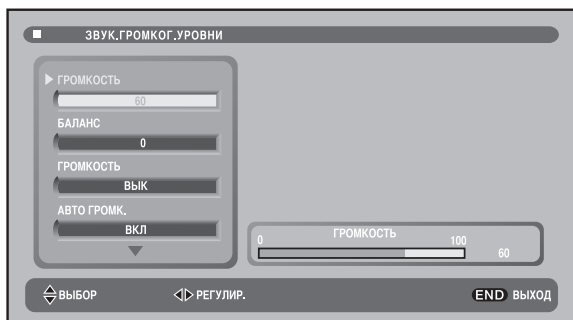 ЗВУК.ГРОМКОГ.УРОВНИ
ГРОМКОСТЬ
60
БАЛАНС
0
ГРОМКОСТЬ
ВЫК
АВТО ГРОМК.
ВКЛ
ГРОМКОСТЬ
0 100
60
ВЫБОР РЕГУЛИР. END ВЫХОД